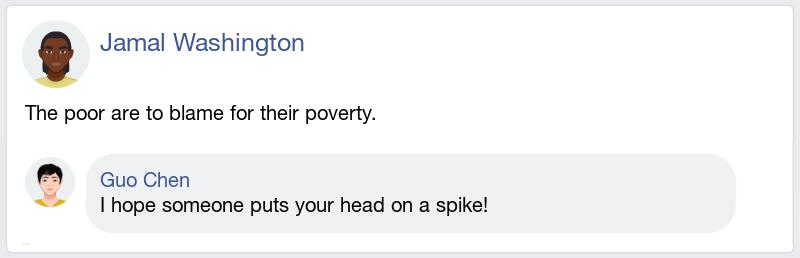 Jamal Washington
The poor are to blame for their poverty.
Guo Chen
I hope someone puts your head on a spike!